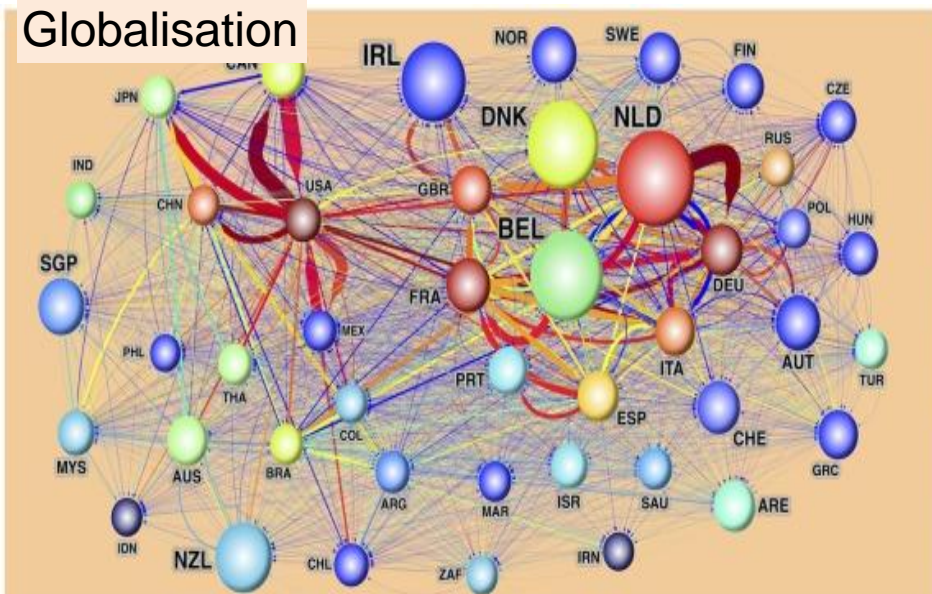 Globalisation
CAN
IRL
NOR
SWE
FIN
JPN
CZE
DNK
NLD
RUS
IND
USA
GBR
CHN
POL
HUN
BEL
SGP
FRA
DEU
MEX
PHL
ITA
AUT
THA
PRT
TUR
ESP
COL
CHE
MYS
AUS
BRA
GRC
ARG
MAR
ISR
SAU
ARE
IDN
NZL
CHL
ZAF
IRN